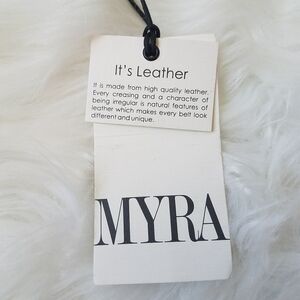 It's Leather
It is made from high quality leather.
Every creasing and a character of
being irregular is natural features of
leather which makes every belt look
different and unique.
MYRA